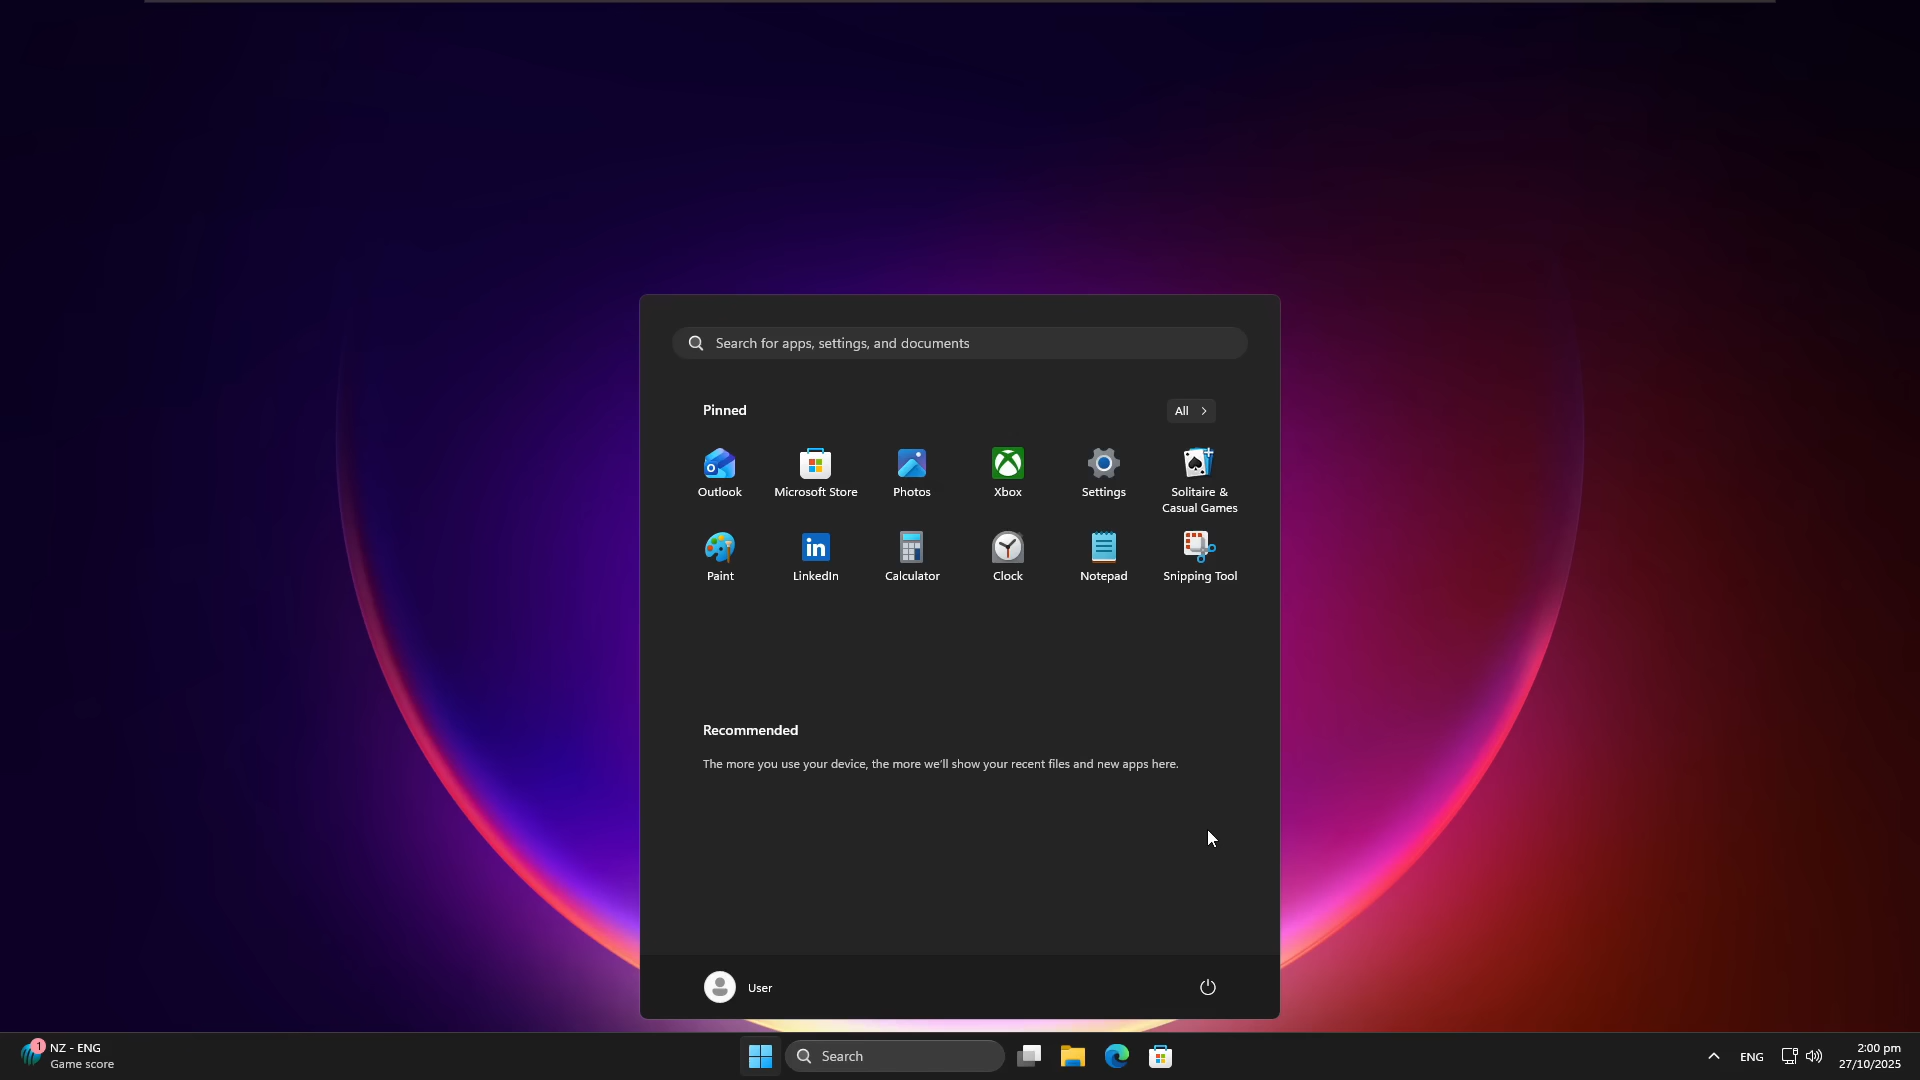 Search for apps, settings, and documents
Pinned
All
Outlook
Microsoft Store
Photos
Xbox
Settings
Solitaire &
Casual Games
Paint
LinkedIn
Calculator
Clock
Notepad
Snipping Tool
Recommended
The more you use your device, the more we'll show your recent files and new apps here.
User
1
NZ - ENG
Game score
Search
ENG
2:00 pm
27/10/2025